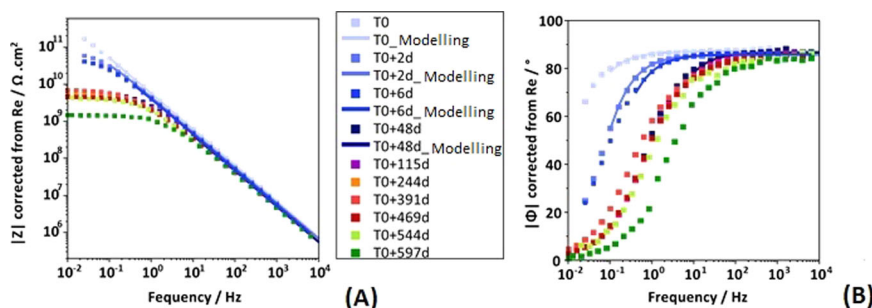 |Z| corrected from Re / Ω .cm²
10¹¹
10¹⁰
10⁹
10⁸
10⁷
10⁶
10⁻²
10⁻¹
10⁰
10¹
10²
10³
10⁴
Fequency / Hz
(A)
T0
T0_Modelling
T0+2d
T0+2d_Modelling
T0+6d
T0+6d_Modelling
T0+48d
T0+48d_Modelling
T0+115d
T0+244d
T0+391d
T0+469d
T0+544d
T0+597d
|Φ| corrected from Re / °
100
80
60
40
20
0
10⁻²
10⁻¹
10⁰
10¹
10²
10³
10⁴
Fequency / Hz
(B)